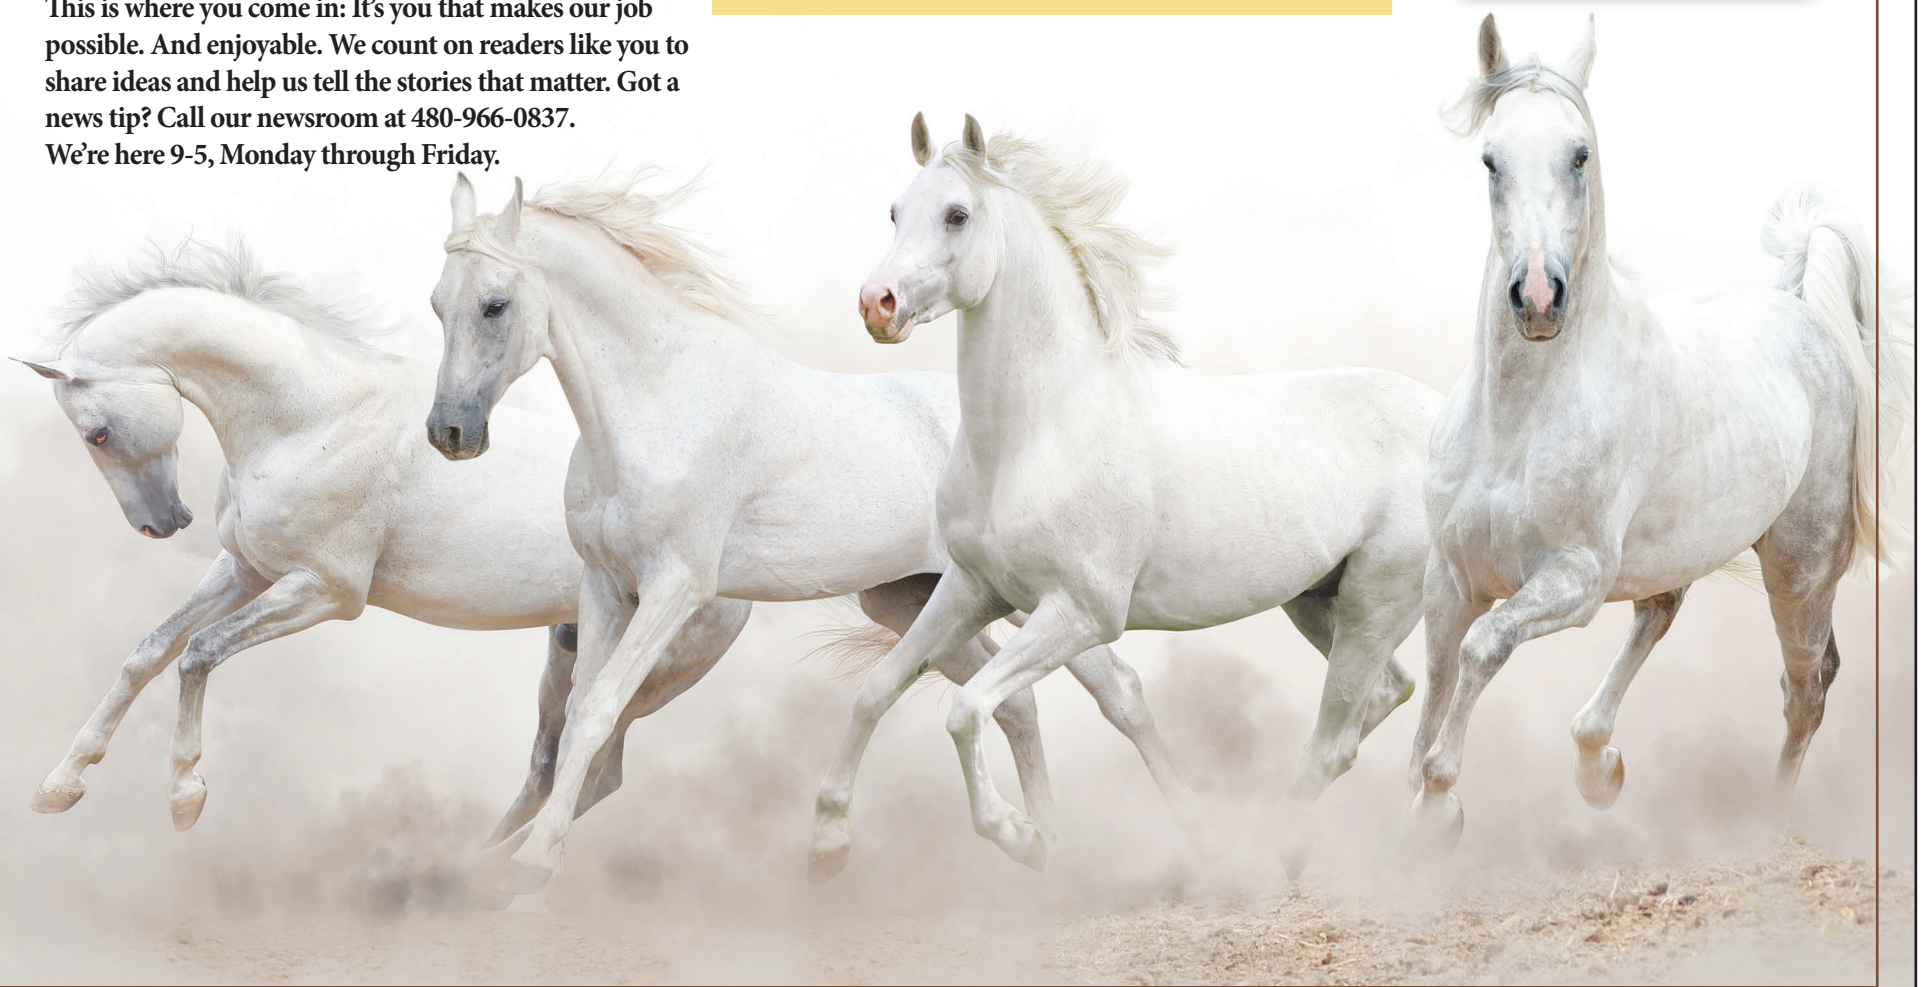 This is where you come in: It's you that makes our job
possible. And enjoyable. We count on readers like you to
share ideas and help us tell the stories that matter. Got a
news tip? Call our newsroom at 480-966-0837.
We're here 9-5, Monday through Friday.